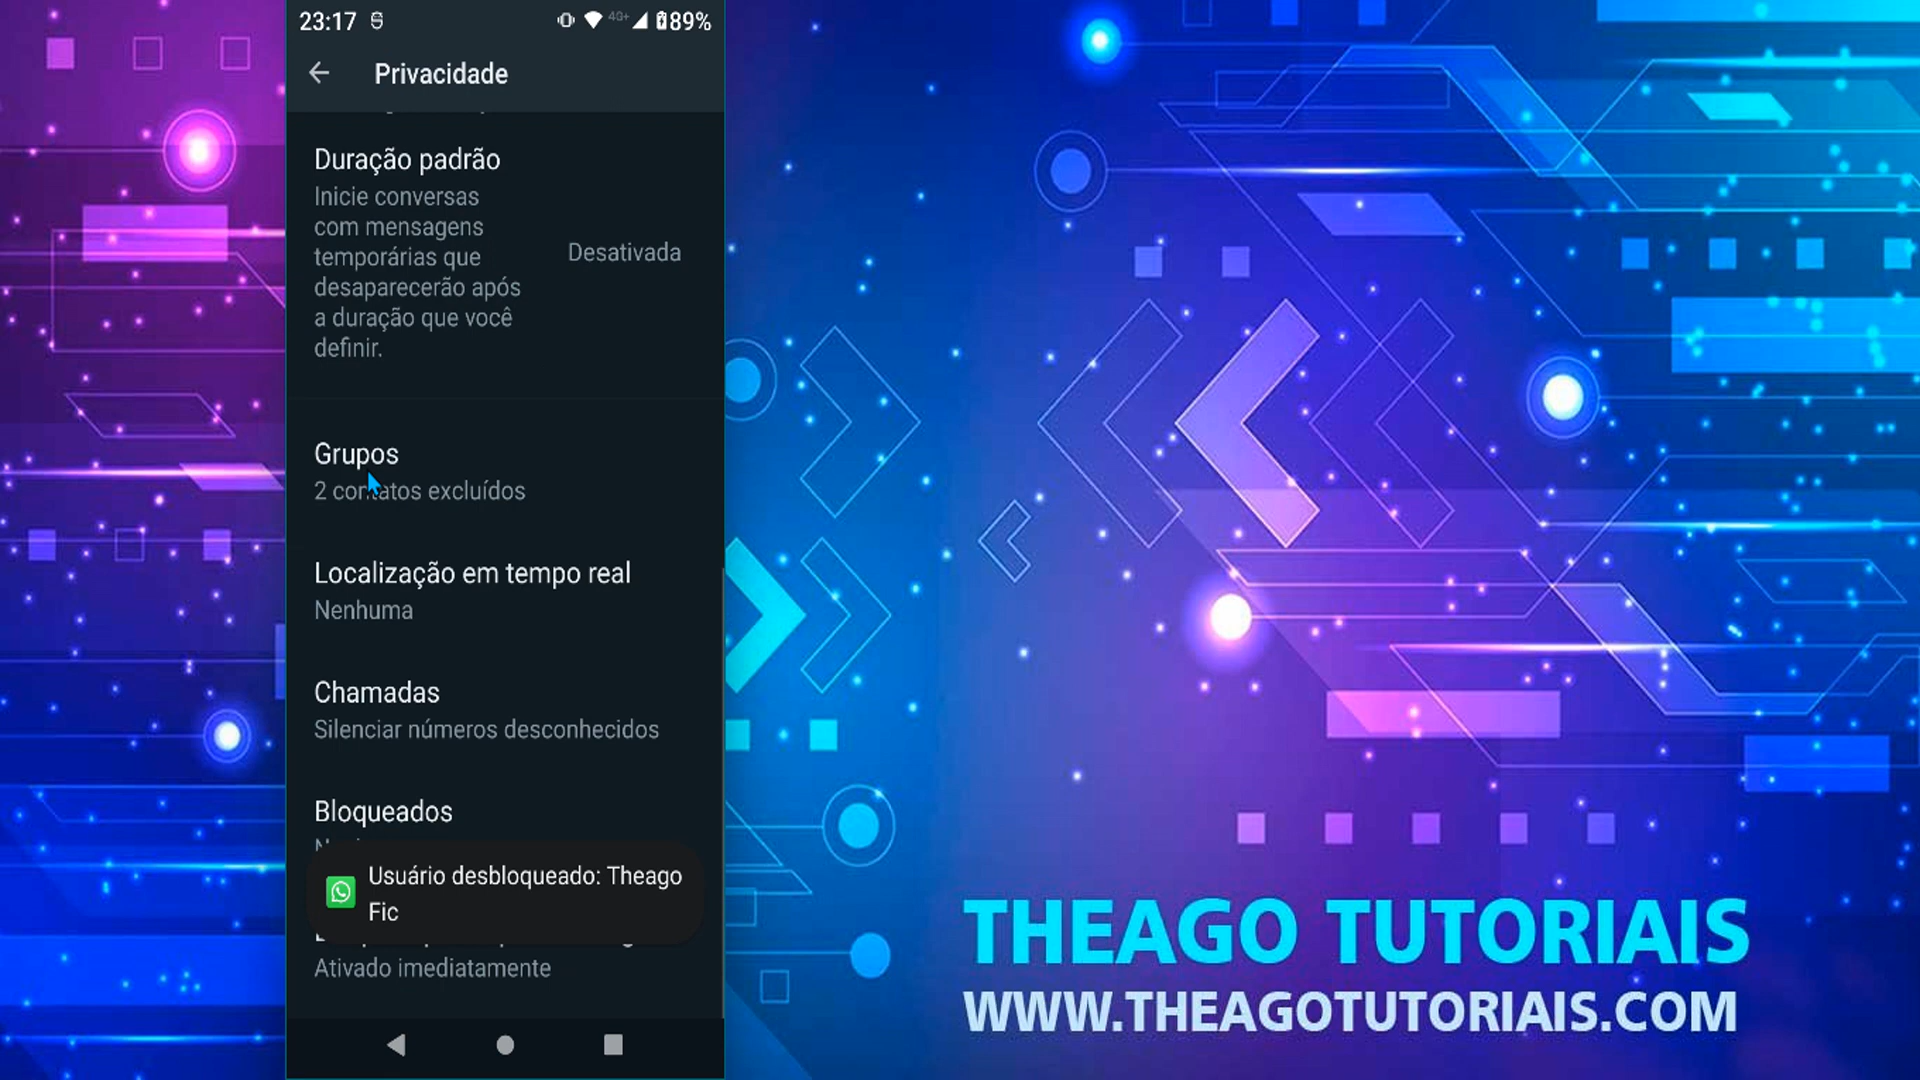 23:17
4G+
89%
Privacidade
Duração padrão
Inicie conversas
com mensagens
temporárias que
desaparecerão após
a duração que você
definir.
Desativada
Grupos
2 contatos excluídos
Localização em tempo real
Nenhuma
Chamadas
Silenciar números desconhecidos
Bloqueados
Usuário desbloqueado: Theago
Fic
Ativado imediatamente
THEAGO TUTORIAIS
WWW.THEAGOTUTORIAIS.COM